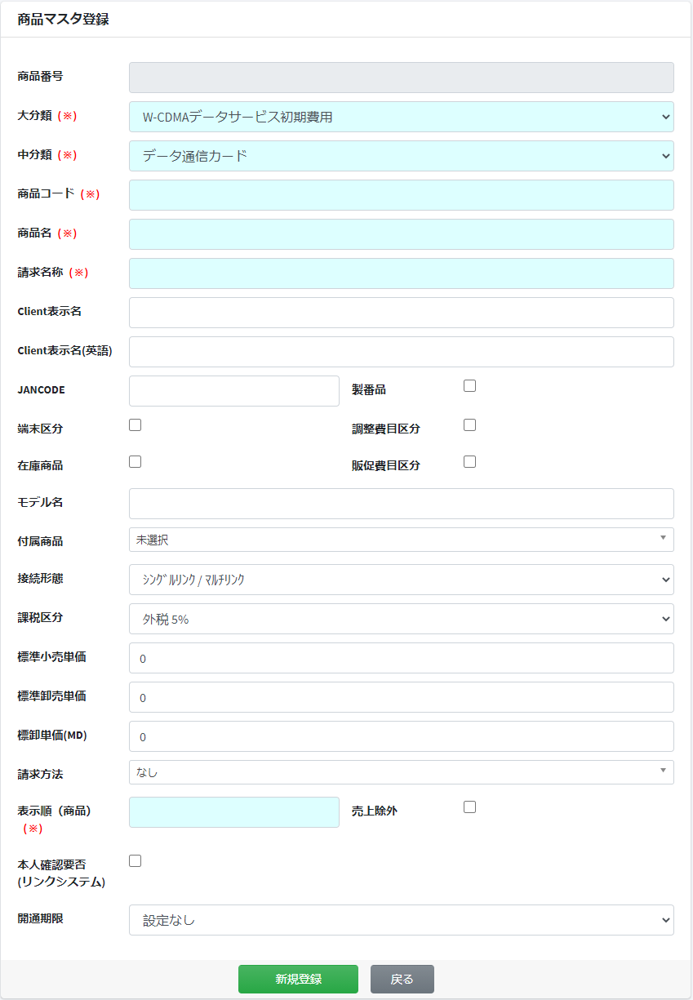 商品マスタ登録
商品番号
大分類 (※) W-CDMAデータサービス初期費用
中分類 (※) データ通信カード
商品コード (※)
商品名 (※)
請求名称 (※)
Client表示名
Client表示名(英語)
JANCODE 製番品
端末区分 調整費目区分
在庫商品 販促費目区分
モデル名
付属商品 未選択
接続形態 ｼﾝｸﾞﾙﾘﾝｸ / ﾏﾙﾁﾘﾝｸ
課税区分 外税 5%
標準小売単価 0
標準卸売単価 0
標卸単価(MD) 0
請求方法 なし
表示順（商品） 売上除外
(※)
本人確認要否
(リンクシステム)
開通期限 設定なし
新規登録 戻る